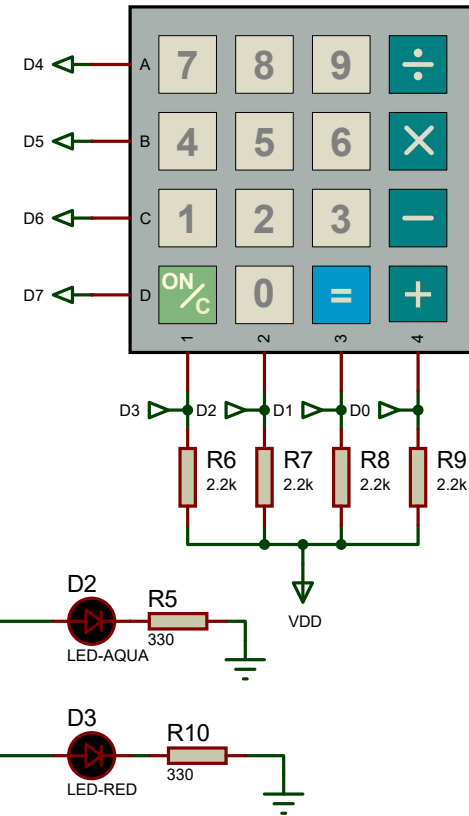 D4 A 7 8 9 ÷
D5 B 4 5 6 ×
D6 C 1 2 3 −
D7 D ON/C 0 = +
1 2 3 4
D3 D2 D1 D0
R6 R7 R8 R9
2.2k 2.2k 2.2k 2.2k
VDD
D2
R5
330
LED-AQUA
D3
R10
330
LED-RED